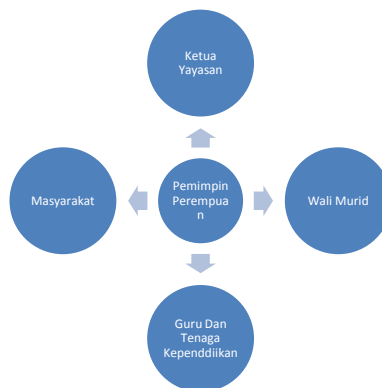 Ketua
Yayasan
Masyarakat
Pemimpin
Perempua
n
Wali Murid
Guru Dan
Tenaga
Kependdiikan